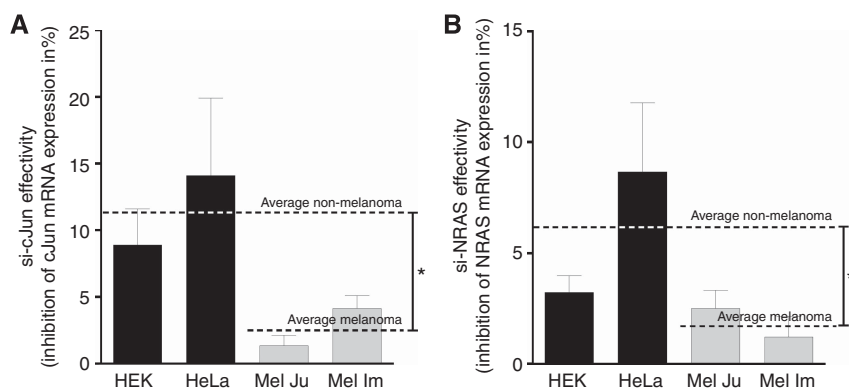 A
si-cJun effectivity
(inhibition of cJun mRNA expression in%)
25
20
15
10
5
0
Average non-melanoma
*
Average melanoma
HEK HeLa Mel Ju Mel Im
B
si-NRAS effectivity
(inhibition of NRAS mRNA expression in%)
15
10
5
0
Average non-melanoma
*
Average melanoma
HEK HeLa Mel Ju Mel Im